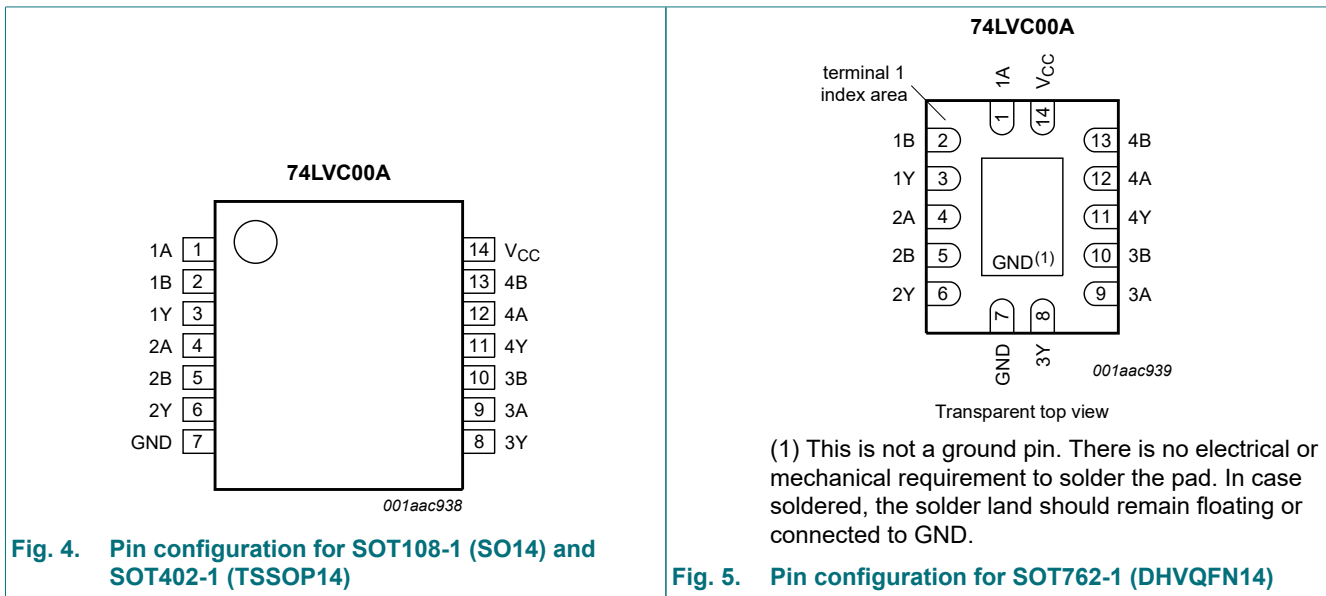 74LVC00A
1A 1 14 VCC
1B 2 13 4B
1Y 3 12 4A
2A 4 11 4Y
2B 5 10 3B
2Y 6 9 3A
GND 7 8 3Y
001aac938
Fig. 4. Pin configuration for SOT108-1 (SO14) and
SOT402-1 (TSSOP14)
74LVC00A
terminal 1
index area
1A VCC
1 14
1B 2 13 4B
1Y 3 12 4A
2A 4 11 4Y
2B 5 10 3B
GND(1)
2Y 6 9 3A
7 8
GND 3Y
001aac939
Transparent top view
(1) This is not a ground pin. There is no electrical or
mechanical requirement to solder the pad. In case
soldered, the solder land should remain floating or
connected to GND.
Fig. 5. Pin configuration for SOT762-1 (DHVQFN14)